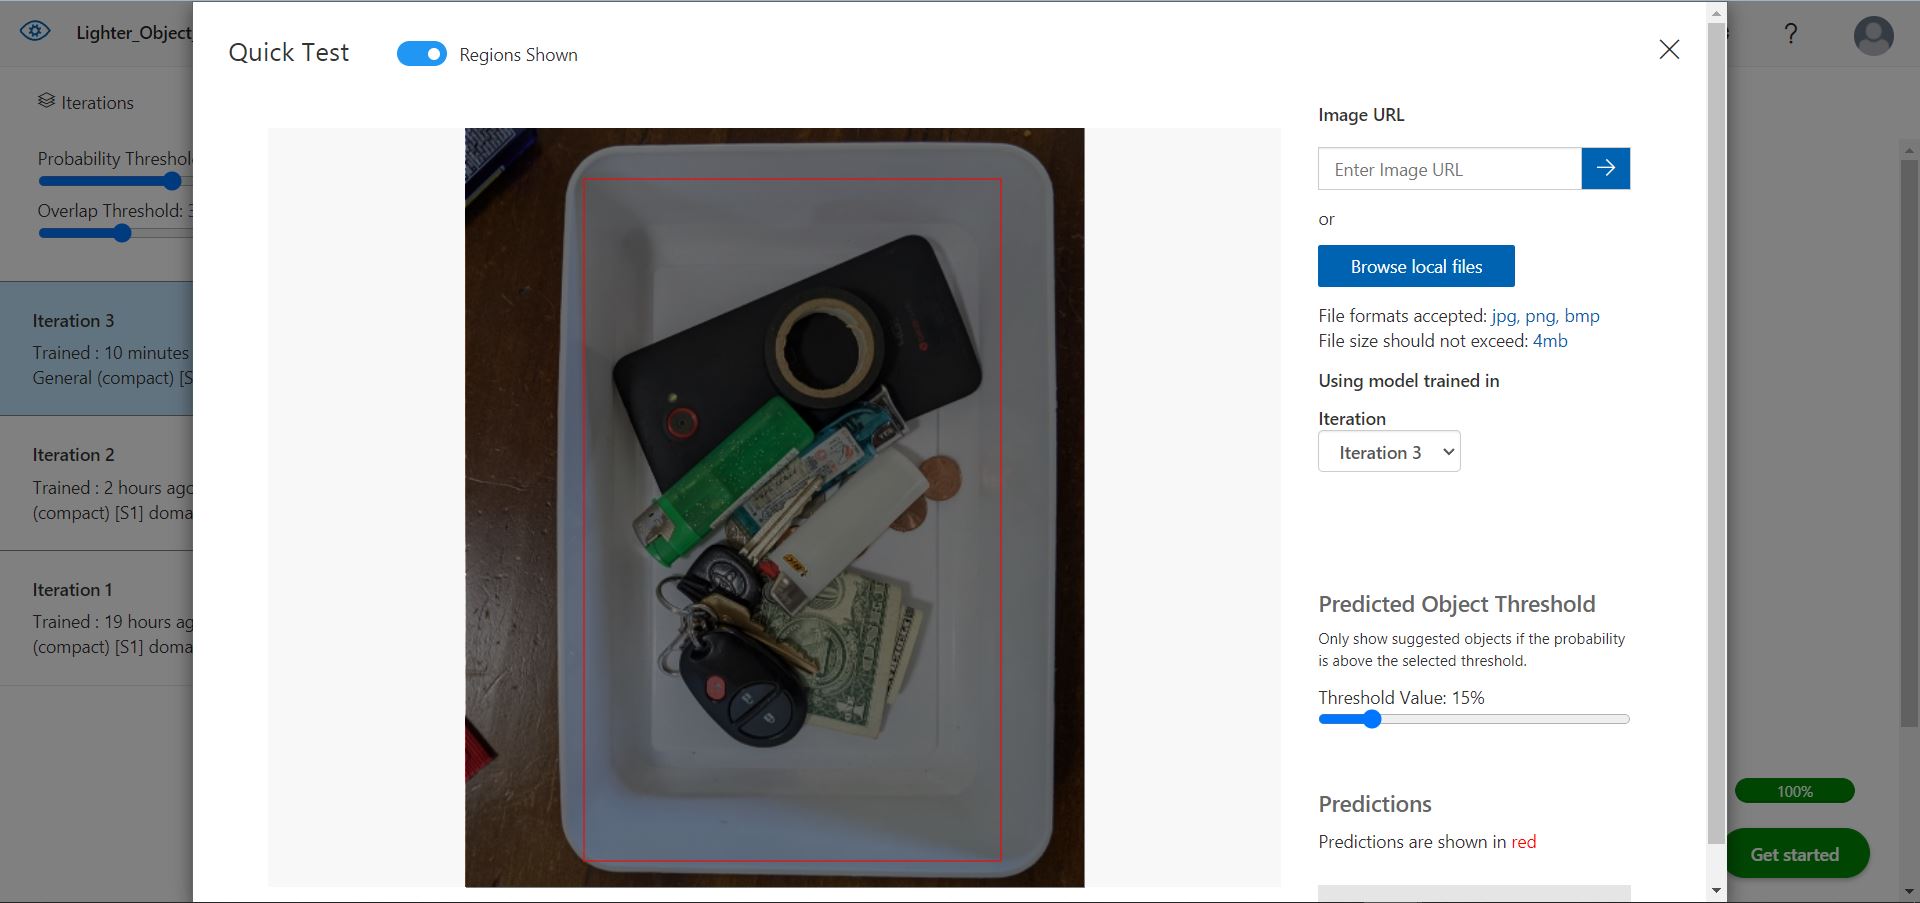 Lighter_Object_
Quick Test
Regions Shown
?
Iterations
Probability Threshol
Overlap Threshold: 3
Iteration 3
Trained : 10 minutes
General (compact) [S
Iteration 2
Trained : 2 hours ago
(compact) [S1] doma
Iteration 1
Trained : 19 hours ag
(compact) [S1] doma
BIC
Image URL
Enter Image URL
or
Browse local files
File formats accepted: jpg, png, bmp
File size should not exceed: 4mb
Using model trained in
Iteration
Iteration 3
Predicted Object Threshold
Only show suggested objects if the probability
is above the selected threshold.
Threshold Value: 15%
Predictions
Predictions are shown in red
100%
Get started